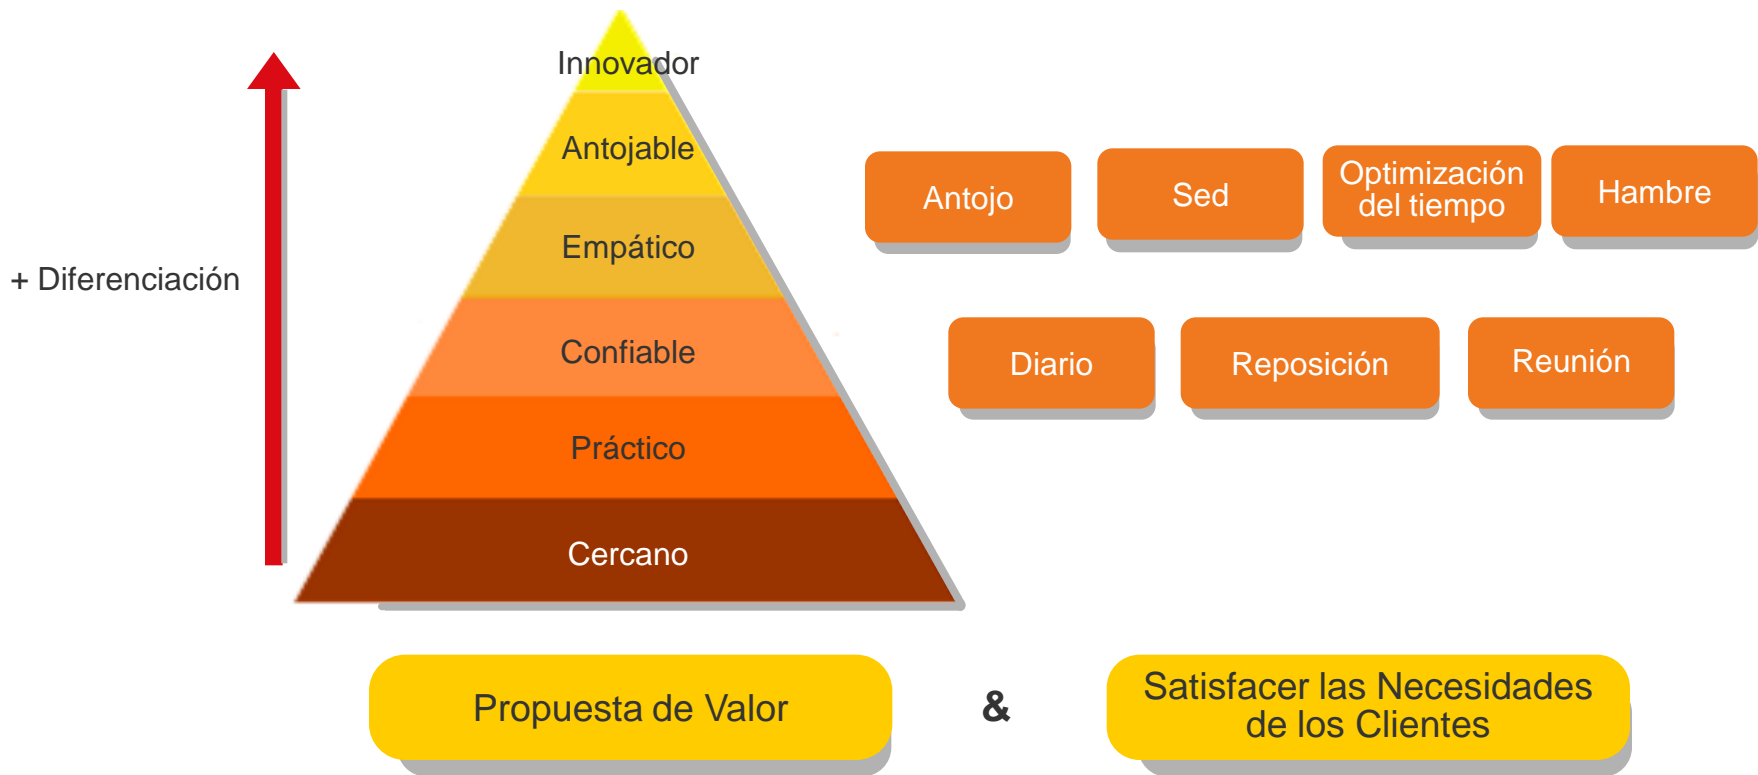 Innovador
Antojable
Empático
Confiable
Práctico
Cercano
+ Diferenciación
Antojo
Sed
Optimización
del tiempo
Hambre
Diario
Reposición
Reunión
Propuesta de Valor
&
Satisfacer las Necesidades
de los Clientes